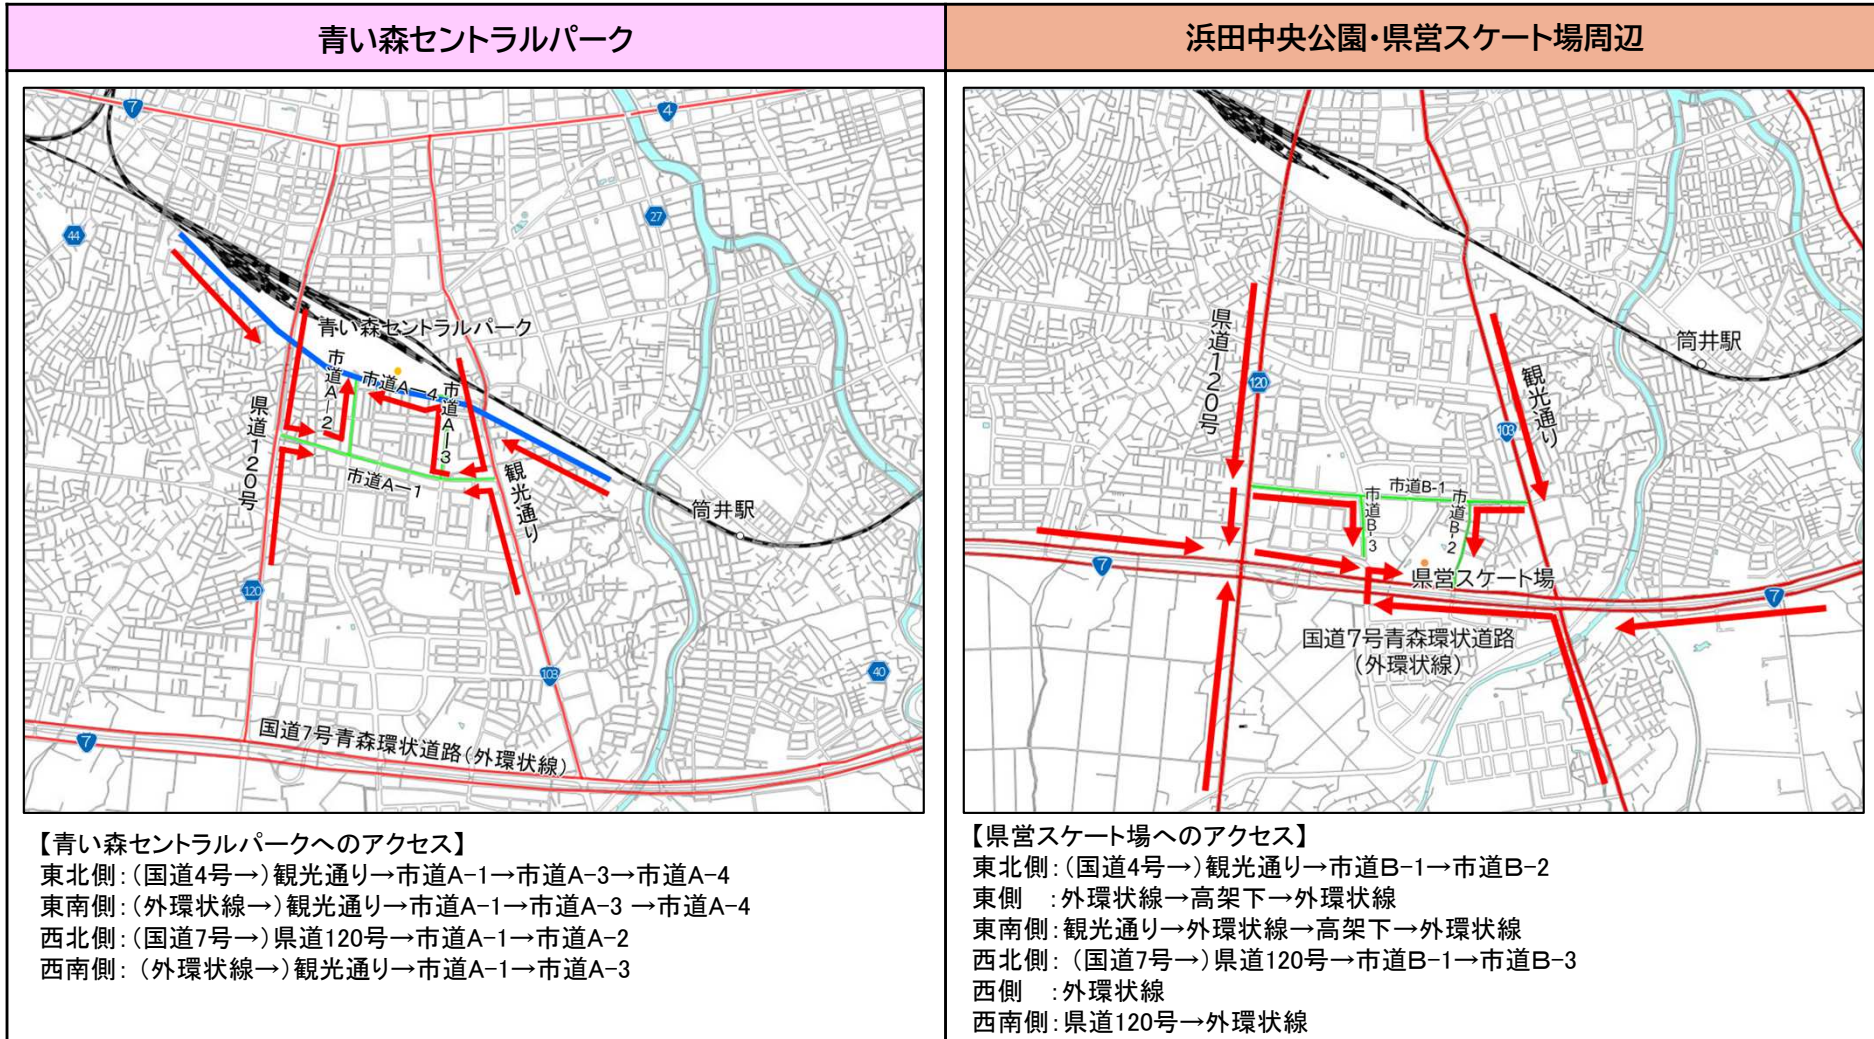 青い森セントラルパーク
7
4
27
44
青い森セントラルパーク
市道A-2
市道A-4
市道A-3
県道120号
市道A-1
観光通り
筒井駅
120
103
40
国道7号青森環状道路(外環状線)
7
【青い森セントラルパークへのアクセス】
東北側:(国道4号→)観光通り→市道A-1→市道A-3→市道A-4
東南側:(外環状線→)観光通り→市道A-1→市道A-3 →市道A-4
西北側:(国道7号→)県道120号→市道A-1→市道A-2
西南側: (外環状線→)観光通り→市道A-1→市道A-3
浜田中央公園・県営スケート場周辺
県道120号
筒井駅
120
観光通り
103
市道B-1
市道B-3
市道B-2
7
県営スケート場
7
国道7号青森環状道路
(外環状線)
【県営スケート場へのアクセス】
東北側:(国道4号→)観光通り→市道B-1→市道B-2
東側 :外環状線→高架下→外環状線
東南側:観光通り→外環状線→高架下→外環状線
西北側: (国道7号→)県道120号→市道B-1→市道B-3
西側 :外環状線
西南側:県道120号→外環状線